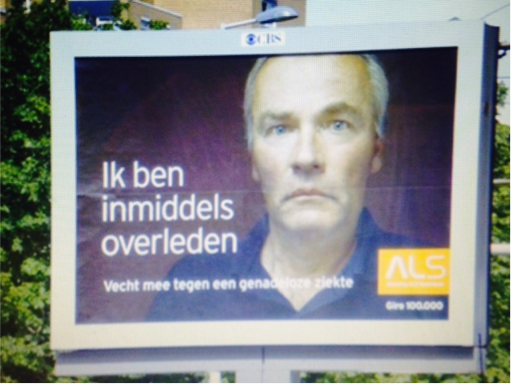 CBS
Ik ben
inmiddels
overleden
Vecht mee tegen een genadeloze ziekte
ALS
Giro 100.000